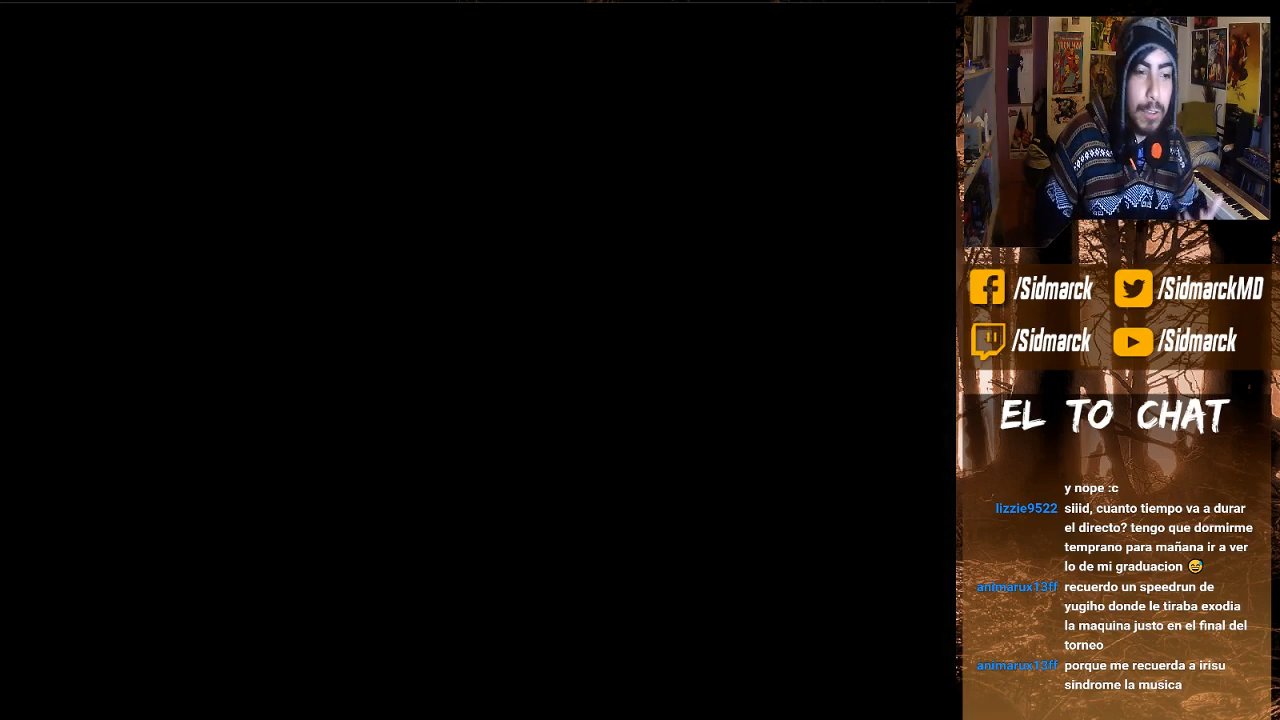 /Sidmarck /SidmarckMD
/Sidmarck /Sidmarck
EL TO CHAT
y nope :c
lizzie9522 siiid, cuanto tiempo va a durar
el directo? tengo que dormirme
temprano para mañana ir a ver
lo de mi graduacion 😅
animarux13ff recuerdo un speedrun de
yugiho donde le tiraba exodia
la maquina justo en el final del
torneo
animarux13ff porque me recuerda a irisu
sindrome la musica